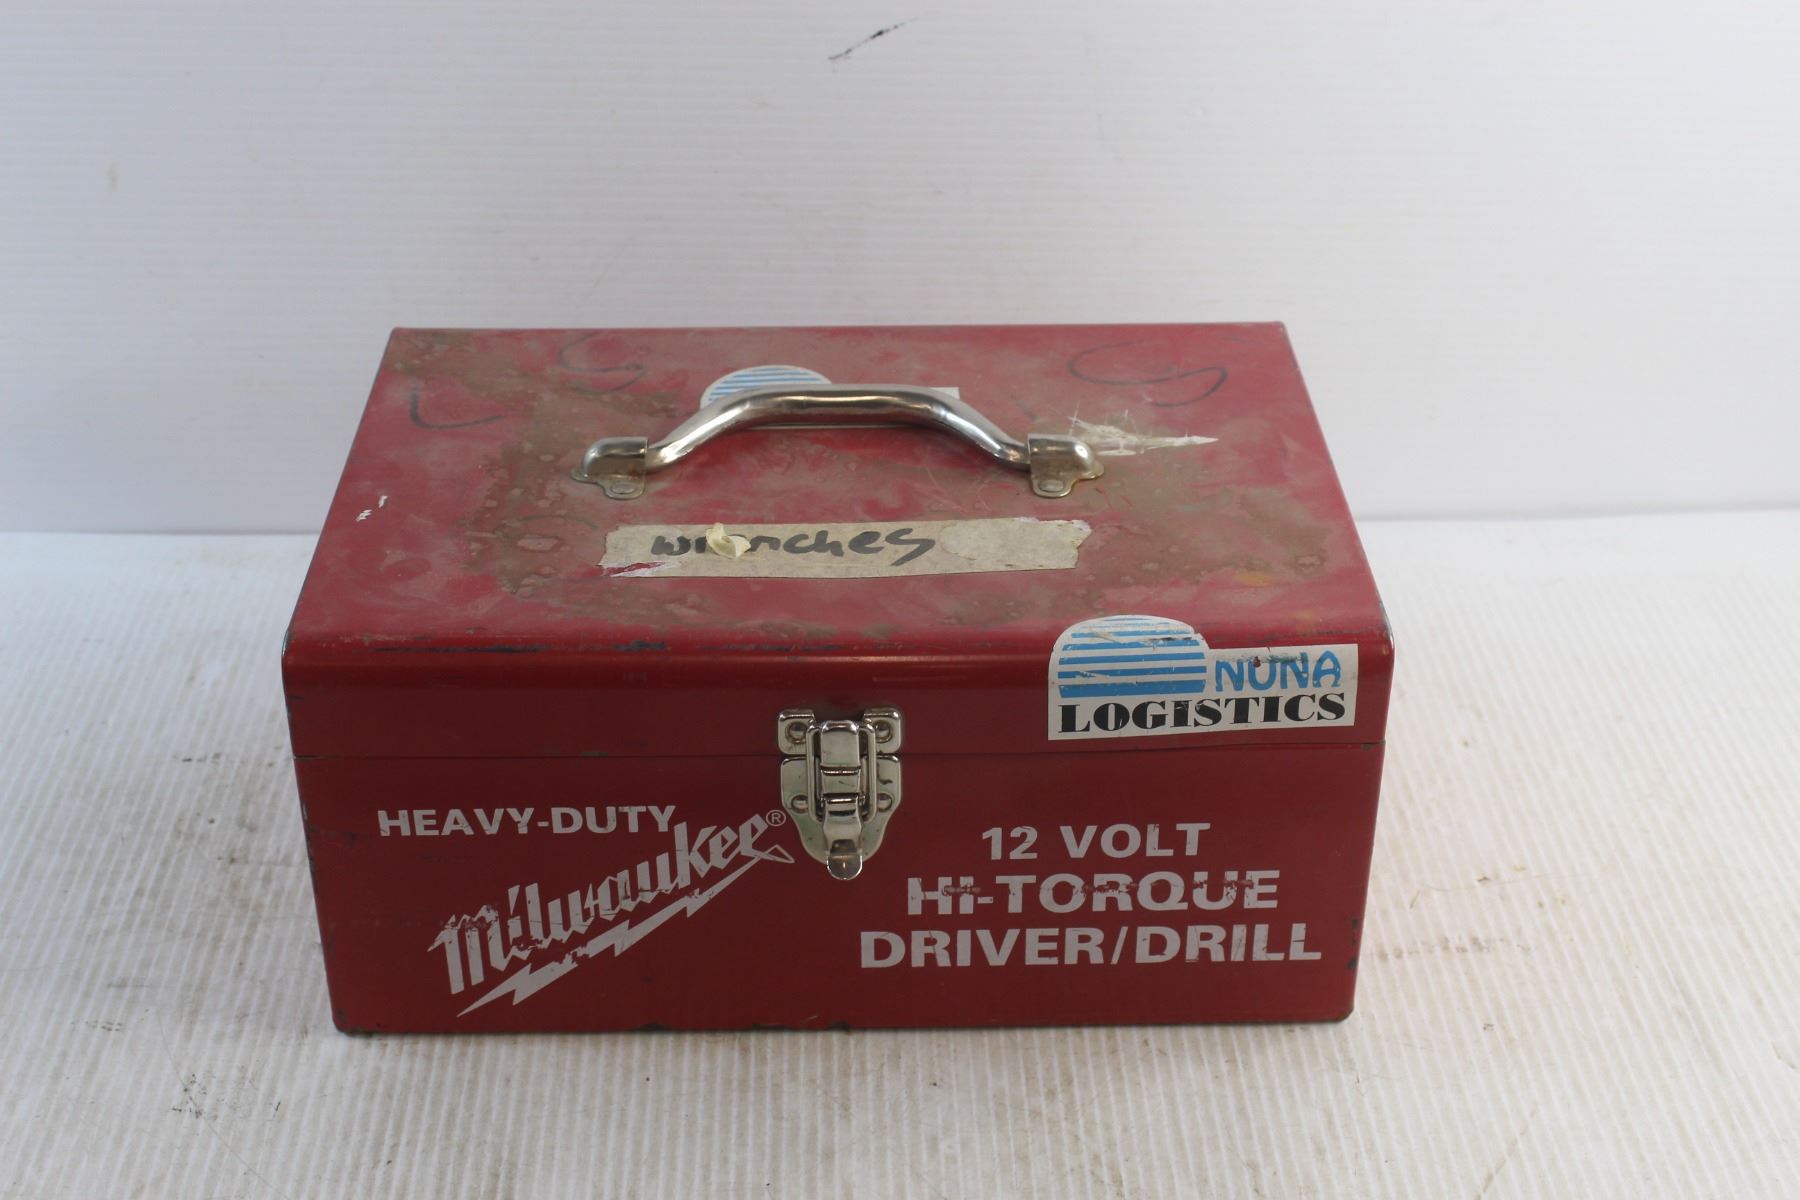 wrenches
NUNA
LOGISTICS
HEAVY-DUTY
Milwaukee®
12 VOLT
HI-TORQUE
DRIVER/DRILL